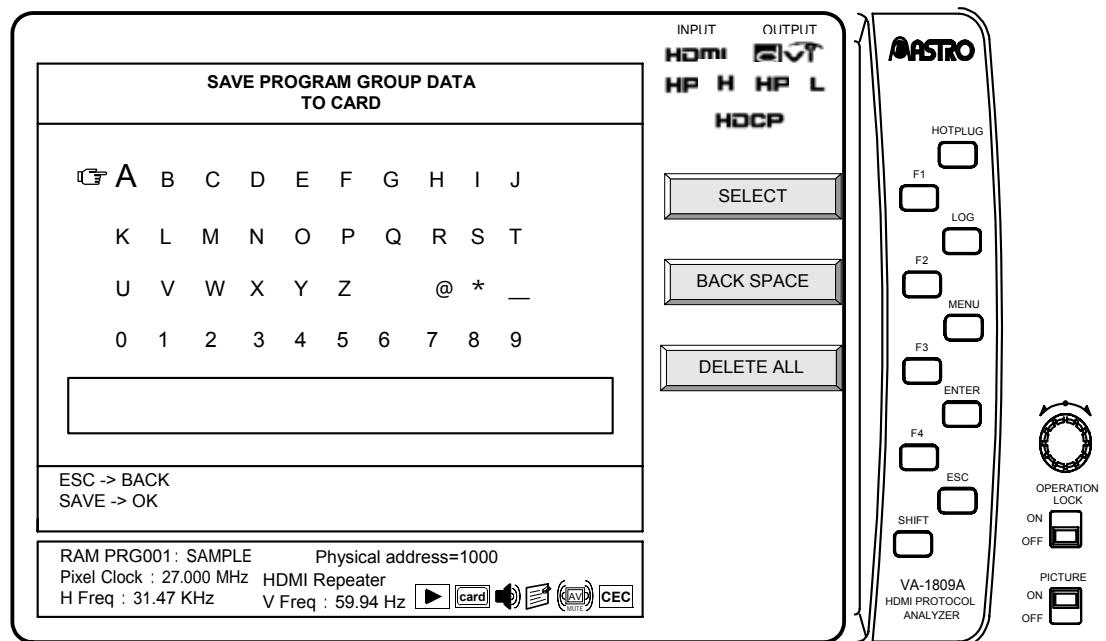 SAVE PROGRAM GROUP DATA
TO CARD
A B C D E F G H I J
K L M N O P Q R S T
U V W X Y Z @ * _
0 1 2 3 4 5 6 7 8 9
ESC -> BACK
SAVE -> OK
RAM PRG001 : SAMPLE Physical address=1000
Pixel Clock : 27.000 MHz HDMI Repeater
H Freq : 31.47 KHz V Freq : 59.94 Hz
card
AV
MUTE
CEC
INPUT OUTPUT
HDMI
HP H HP L
HDCP
SELECT
BACK SPACE
DELETE ALL
ASTRO
HOTPLUG
F1
LOG
F2
MENU
F3
ENTER
F4
ESC
SHIFT
VA-1809A
HDMI PROTOCOL
ANALYZER
OPERATION
LOCK
ON
OFF
PICTURE
ON
OFF